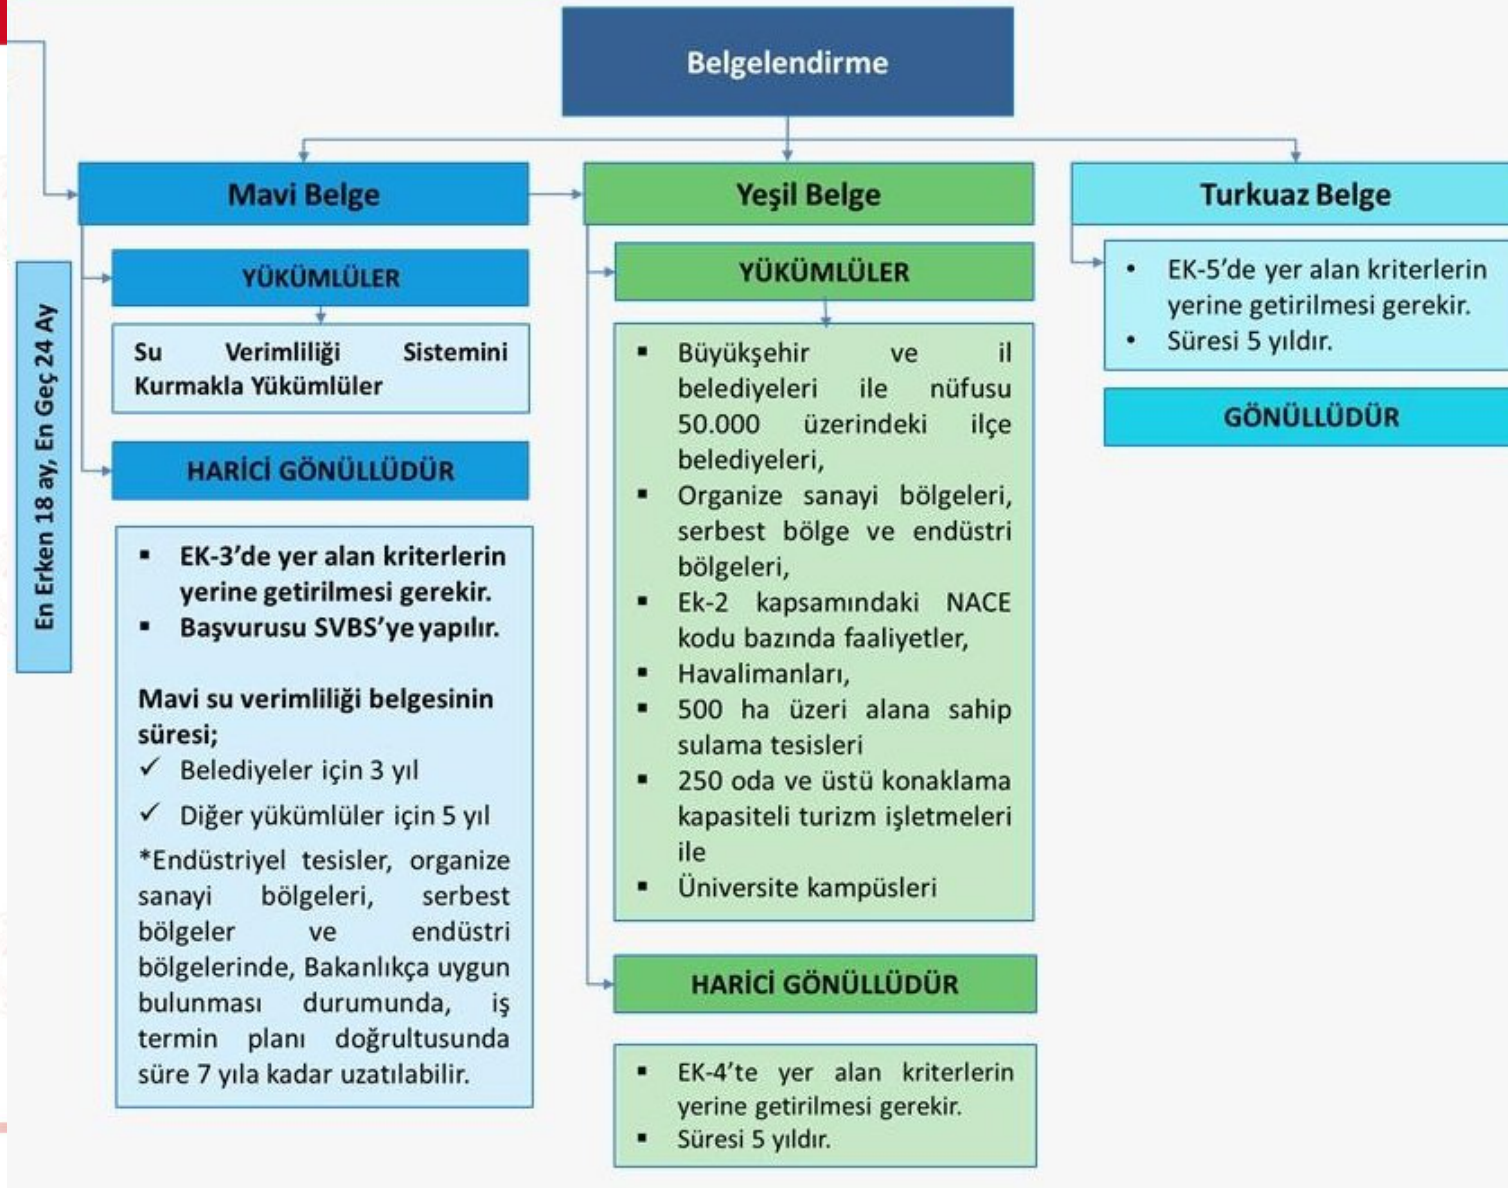 Belgelendirme
Mavi Belge
En Erken 18 ay, En Geç 24 Ay
YÜKÜMLÜLER
Su Verimliliği Sistemini
Kurmakla Yükümlüler
HARİCİ GÖNÜLLÜDÜR
▪ EK-3’de yer alan kriterlerin
yerine getirilmesi gerekir.
▪ Başvurusu SVBS’ye yapılır.
Mavi su verimliliği belgesinin
süresi;
✓ Belediyeler için 3 yıl
✓ Diğer yükümlüler için 5 yıl
*Endüstriyel tesisler, organize
sanayi bölgeleri, serbest
bölgeler ve endüstri
bölgelerinde, Bakanlıkça uygun
bulunması durumunda, iş
termin planı doğrultusunda
süre 7 yıla kadar uzatılabilir.
Yeşil Belge
YÜKÜMLÜLER
▪ Büyükşehir ve il
belediyeleri ile nüfusu
50.000 üzerindeki ilçe
belediyeleri,
▪ Organize sanayi bölgeleri,
serbest bölge ve endüstri
bölgeleri,
▪ Ek-2 kapsamındaki NACE
kodu bazında faaliyetler,
▪ Havalimanları,
▪ 500 ha üzeri alana sahip
sulama tesisleri
▪ 250 oda ve üstü konaklama
kapasiteli turizm işletmeleri
ile
▪ Üniversite kampüsleri
HARİCİ GÖNÜLLÜDÜR
▪ EK-4’te yer alan kriterlerin
yerine getirilmesi gerekir.
▪ Süresi 5 yıldır.
Turkuaz Belge
• EK-5’de yer alan kriterlerin
yerine getirilmesi gerekir.
• Süresi 5 yıldır.
GÖNÜLLÜDÜR